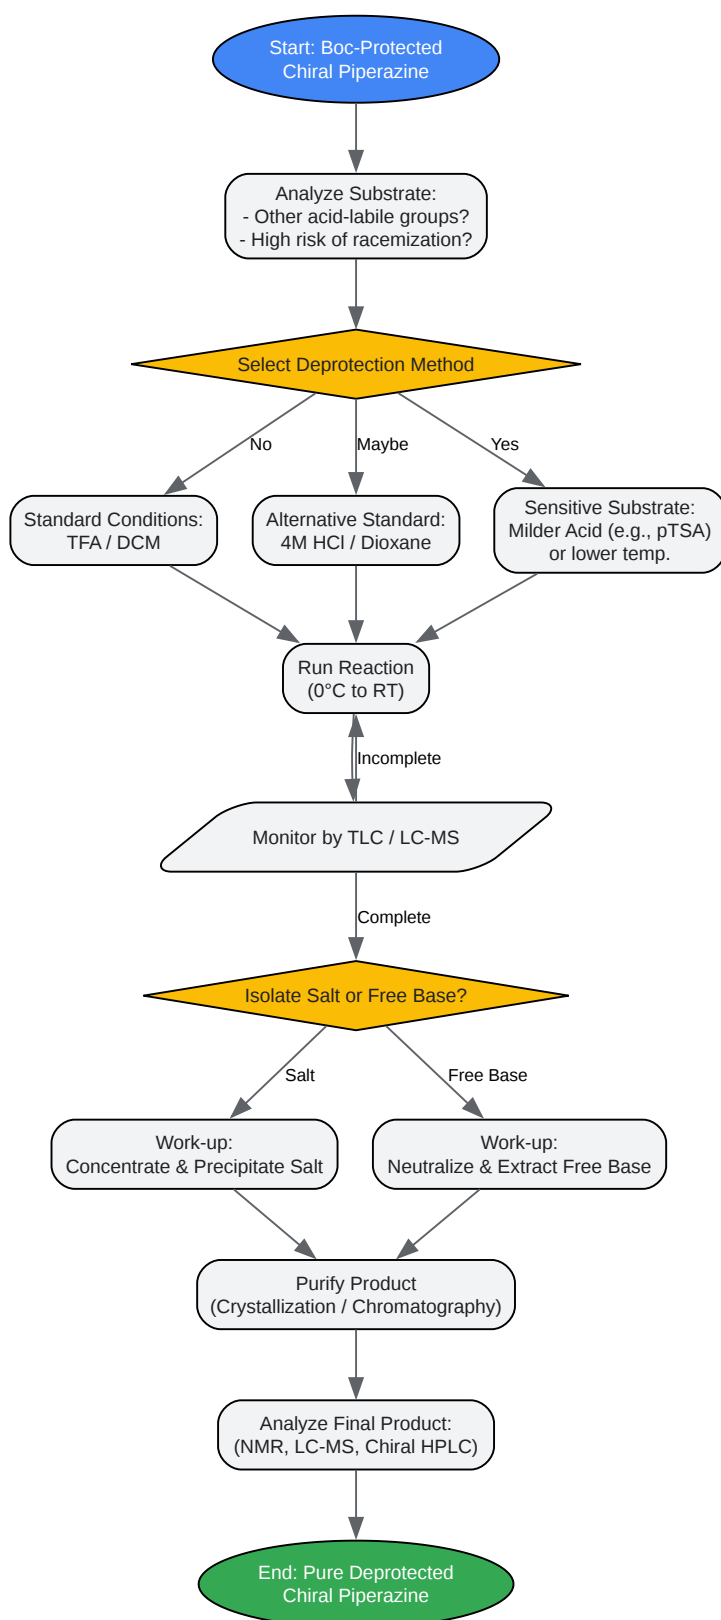 Start: Boc-Protected
Chiral Piperazine
Analyze Substrate:
- Other acid-labile groups?
- High risk of racemization?
Select Deprotection Method
No
Maybe
Yes
Standard Conditions:
TFA / DCM
Alternative Standard:
4M HCl / Dioxane
Sensitive Substrate:
Milder Acid (e.g., pTSA)
or lower temp.
Run Reaction
(0°C to RT)
Incomplete
Monitor by TLC / LC-MS
Complete
Isolate Salt or Free Base?
Salt
Free Base
Work-up:
Concentrate & Precipitate Salt
Work-up:
Neutralize & Extract Free Base
Purify Product
(Crystallization / Chromatography)
Analyze Final Product:
(NMR, LC-MS, Chiral HPLC)
End: Pure Deprotected
Chiral Piperazine